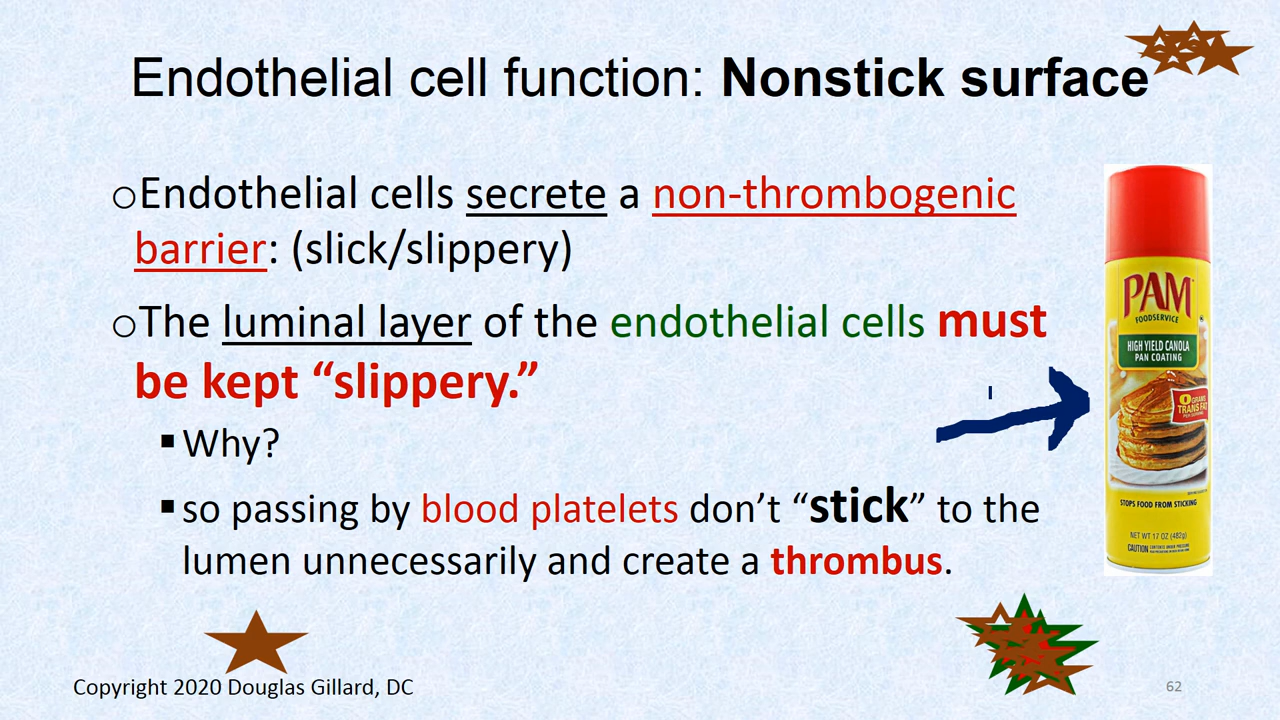 Endothelial cell function: Nonstick surface
oEndothelial cells secrete a non-thrombogenic
barrier: (slick/slippery)
oThe luminal layer of the endothelial cells must
be kept “slippery.”
▪Why?
▪so passing by blood platelets don’t “stick” to the
lumen unnecessarily and create a thrombus.
PAM
FOODSERVICE
HIGH YIELD CANOLA
PAN COATING
0 GRAMS
TRANS FAT
PER SERVING
STOPS FOOD FROM STICKING
NET WT 17 OZ (482g)
CAUTION
Copyright 2020 Douglas Gillard, DC
62